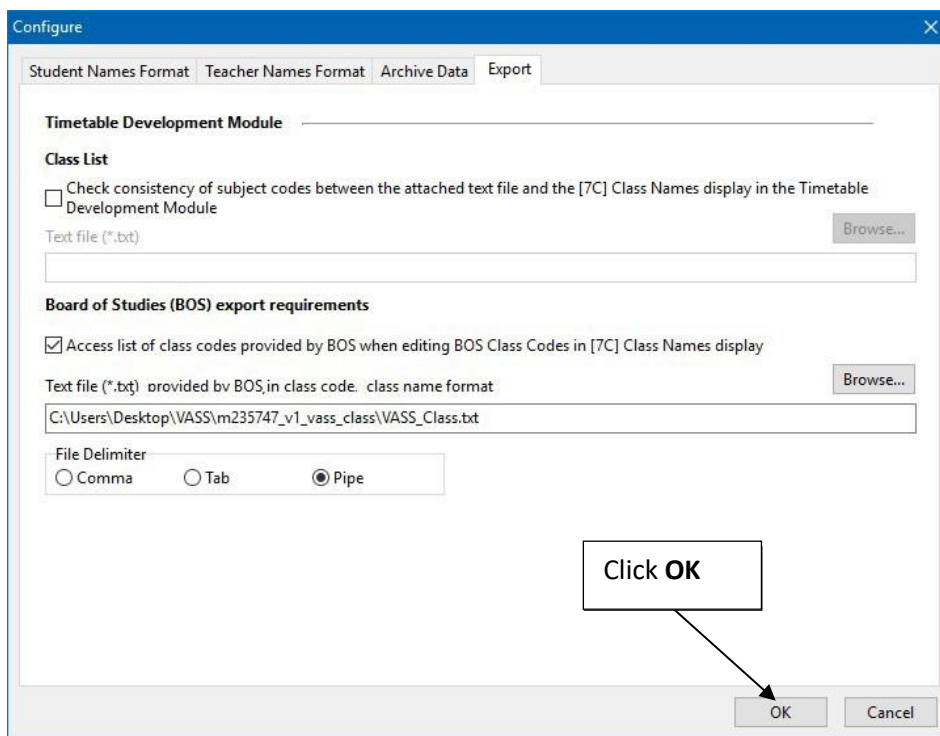 Configure
Student Names Format Teacher Names Format Archive Data Export
Timetable Development Module
Class List
Check consistency of subject codes between the attached text file and the [7C] Class Names display in the Timetable
Development Module
Text file (*.txt)
Browse...
Board of Studies (BOS) export requirements
Access list of class codes provided by BOS when editing BOS Class Codes in [7C] Class Names display
Text file (*.txt) provided by BOS in class code, class name format
Browse...
C:\Users\Desktop\VASS\m235747_v1_vass_class\VASS_Class.txt
File Delimiter
Comma Tab Pipe
Click OK
OK Cancel